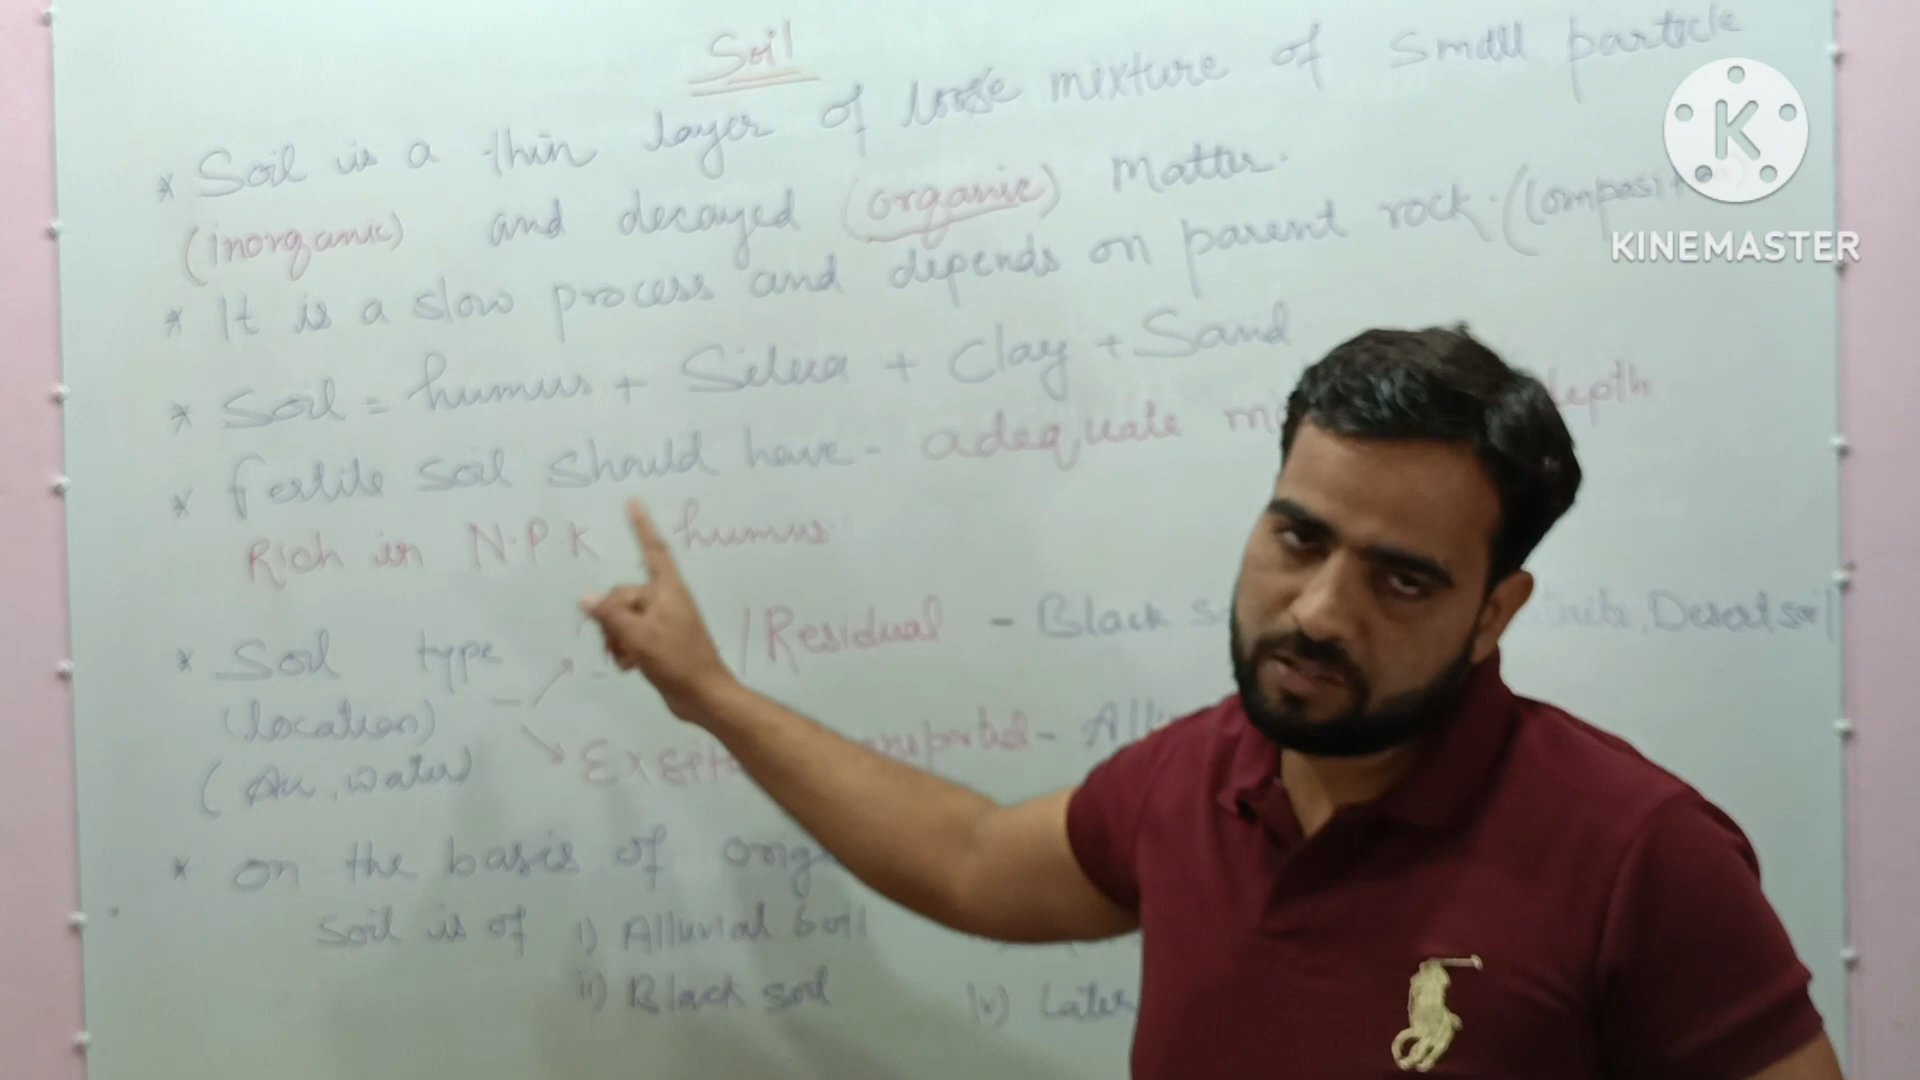 Soil
* Soil is a thin layer of loose mixture of small particle
(inorganic) and decayed (organic) Matter.
* It is a slow process and depends on parent rock. (Composit
* Soil = humus + Silica + Clay + Sand
* fertile soil should have - adequate depth
Rich in N.P.K humus
* Soil type / Residual - Black Desert soil
(location)
(Air, water) Transported -
* on the basis of
Soil is of i) Alluvial Soil
ii) Black soil iv)
K
KINEMASTER